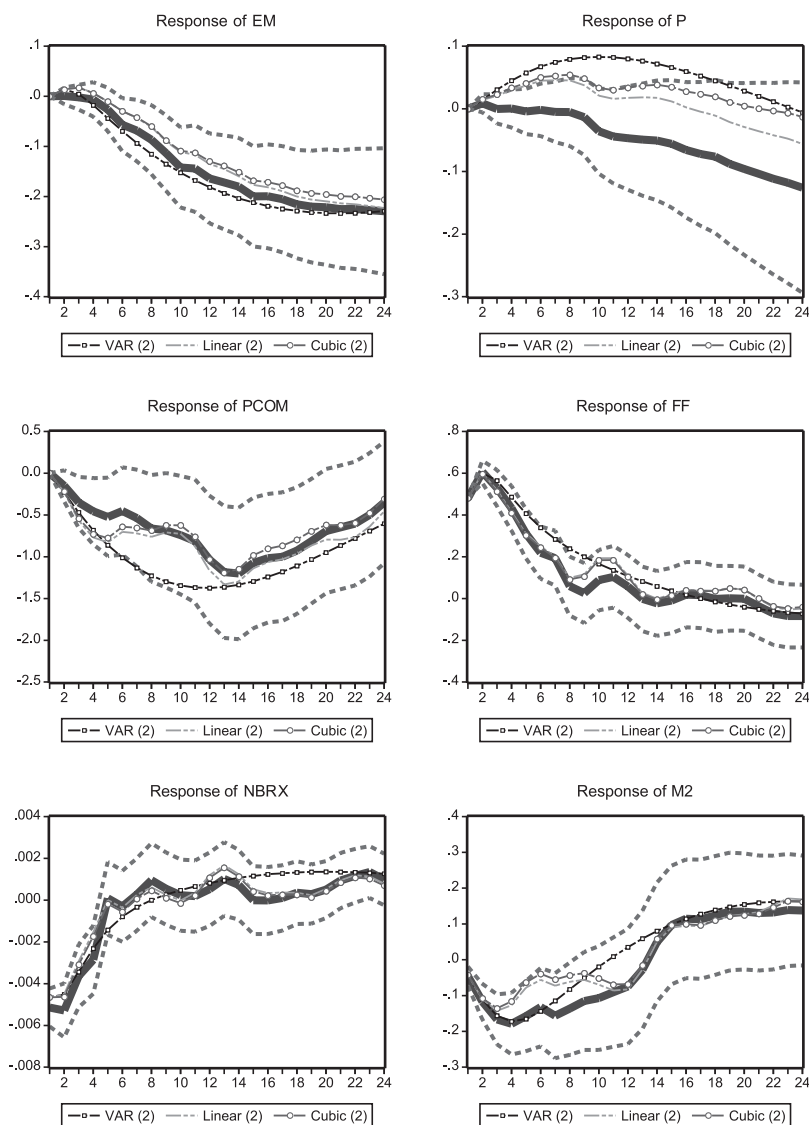 Response of EM
.1
.0
-.1
-.2
-.3
-.4
2 4 6 8 10 12 14 16 18 20 22 24
VAR (2) Linear (2) Cubic (2)
Response of P
.1
.0
-.1
-.2
-.3
2 4 6 8 10 12 14 16 18 20 22 24
VAR (2) Linear (2) Cubic (2)
Response of PCOM
0.5
0.0
-0.5
-1.0
-1.5
-2.0
-2.5
2 4 6 8 10 12 14 16 18 20 22 24
VAR (2) Linear (2) Cubic (2)
Response of FF
.8
.6
.4
.2
.0
-.2
-.4
2 4 6 8 10 12 14 16 18 20 22 24
VAR (2) Linear (2) Cubic (2)
Response of NBRX
.004
.002
.000
-.002
-.004
-.006
-.008
2 4 6 8 10 12 14 16 18 20 22 24
VAR (2) Linear (2) Cubic (2)
Response of M2
.4
.3
.2
.1
.0
-.1
-.2
-.3
2 4 6 8 10 12 14 16 18 20 22 24
VAR (2) Linear (2) Cubic (2)